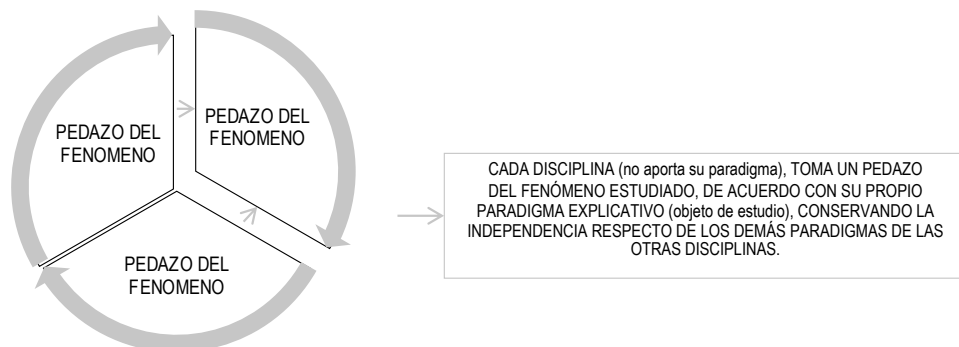 PEDAZO DEL
FENOMENO
PEDAZO DEL
FENOMENO
PEDAZO DEL
FENOMENO
CADA DISCIPLINA (no aporta su paradigma), TOMA UN PEDAZO
DEL FENÓMENO ESTUDIADO, DE ACUERDO CON SU PROPIO
PARADIGMA EXPLICATIVO (objeto de estudio), CONSERVANDO LA
INDEPENDENCIA RESPECTO DE LOS DEMÁS PARADIGMAS DE LAS
OTRAS DISCIPLINAS.